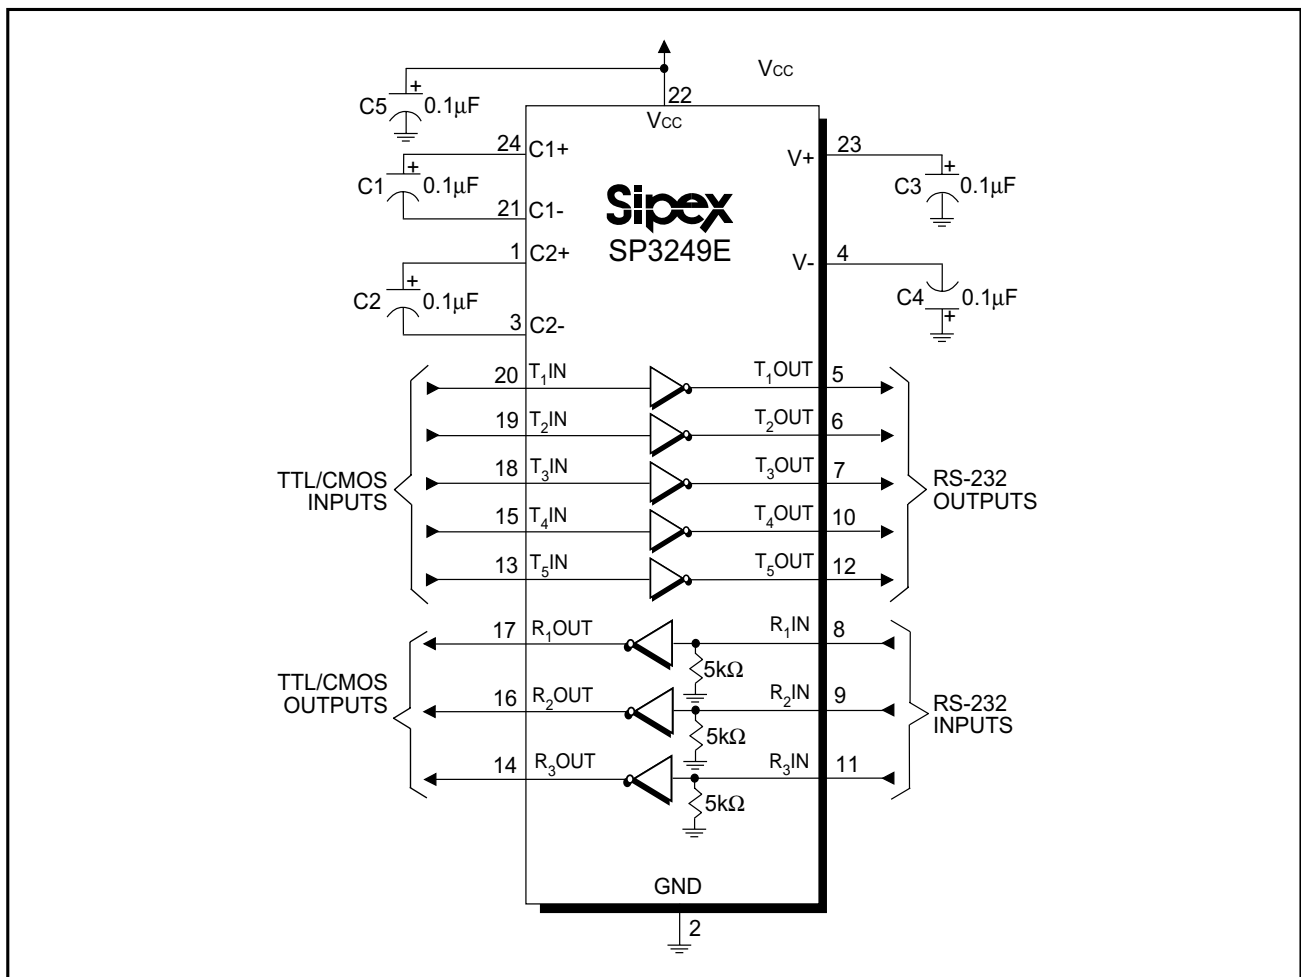 VCC
22
VCC
C5 + 0.1µF
24 C1+
C1 + 0.1µF
21 C1-
1 C2+
C2 + 0.1µF
3 C2-
Sipex
SP3249E
V+ 23
C3 + 0.1µF
V- 4
C4 0.1µF +
TTL/CMOS
INPUTS
20 T1IN T1OUT 5
19 T2IN T2OUT 6
18 T3IN T3OUT 7
15 T4IN T4OUT 10
13 T5IN T5OUT 12
RS-232
OUTPUTS
TTL/CMOS
OUTPUTS
17 R1OUT R1IN 8
5kΩ
16 R2OUT R2IN 9
5kΩ
14 R3OUT R3IN 11
5kΩ
RS-232
INPUTS
GND
2